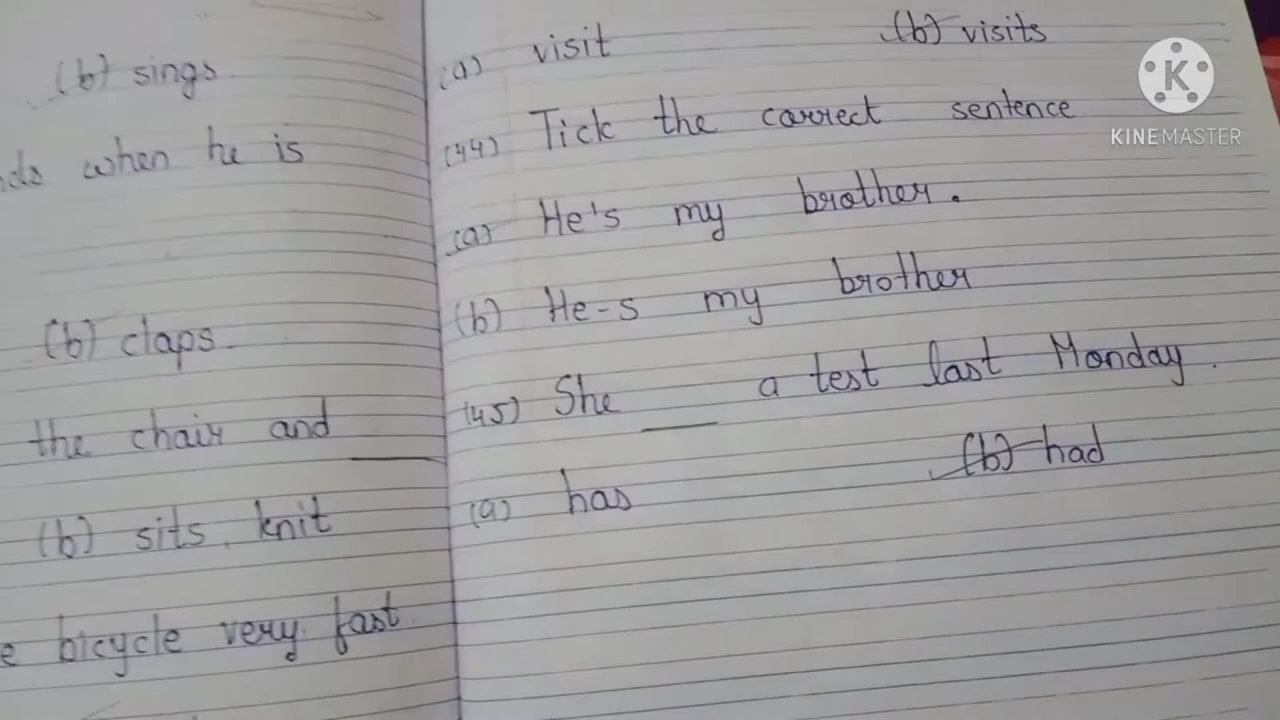 (b) sings.
when he is
(b) claps.
the chair and ___
(b) sits, knit
bicycle very fast.
(a) visit (b) visits
(44) Tick the correct sentence
(a) He's my brother.
(b) He-s my brother
(45) She ___ a test last Monday.
(a) has (b) had
K
KINEMASTER